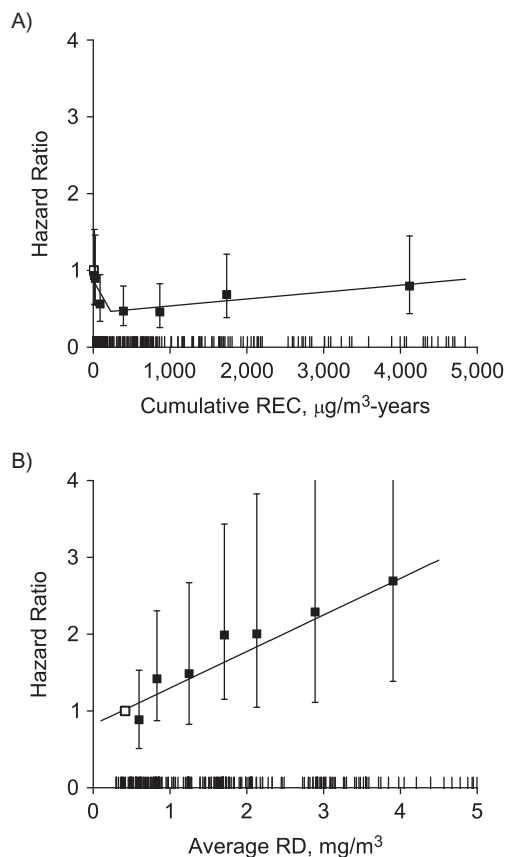 A)
4
3
2
1
0
Hazard Ratio
0 1,000 2,000 3,000 4,000 5,000
Cumulative REC, μg/m³-years
B)
4
3
2
1
0
Hazard Ratio
0 1 2 3 4 5
Average RD, mg/m³